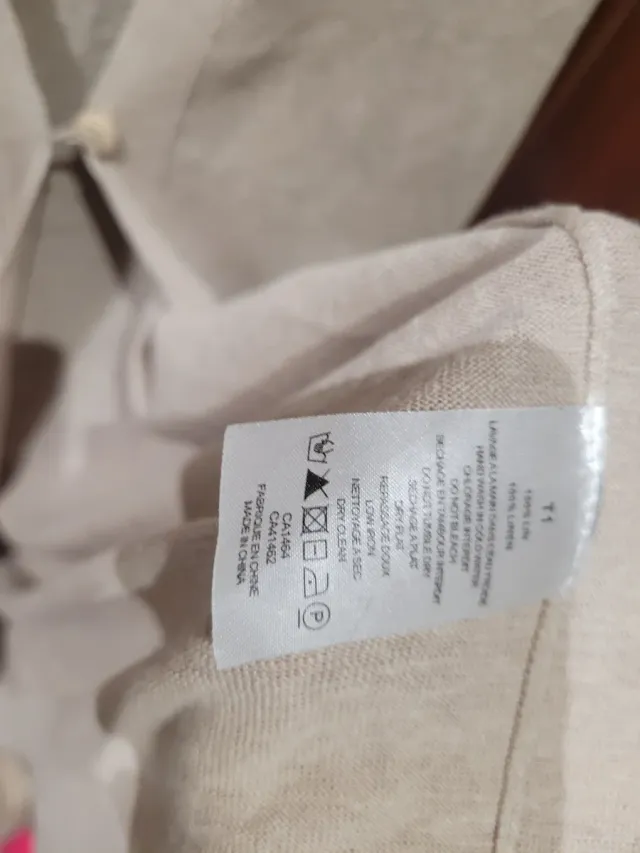 T1
100% LIN
100% LINEN
LAVAGE A LA MAIN DANS L'EAU FROIDE
HAND WASH IN COLD WATER
CHLORAGE INTERDIT
DO NOT BLEACH
SECHAGE EN TAMBOUR INTERDIT
DO NOT TUMBLE DRY
SECHAGE A PLAT
DRY FLAT
REPASSAGE DOUX
LOW IRON
NETTOYAGE A SEC
DRY CLEAN
P
CA1464
CA41462
FABRIQUE EN CHINE
MADE IN CHINA